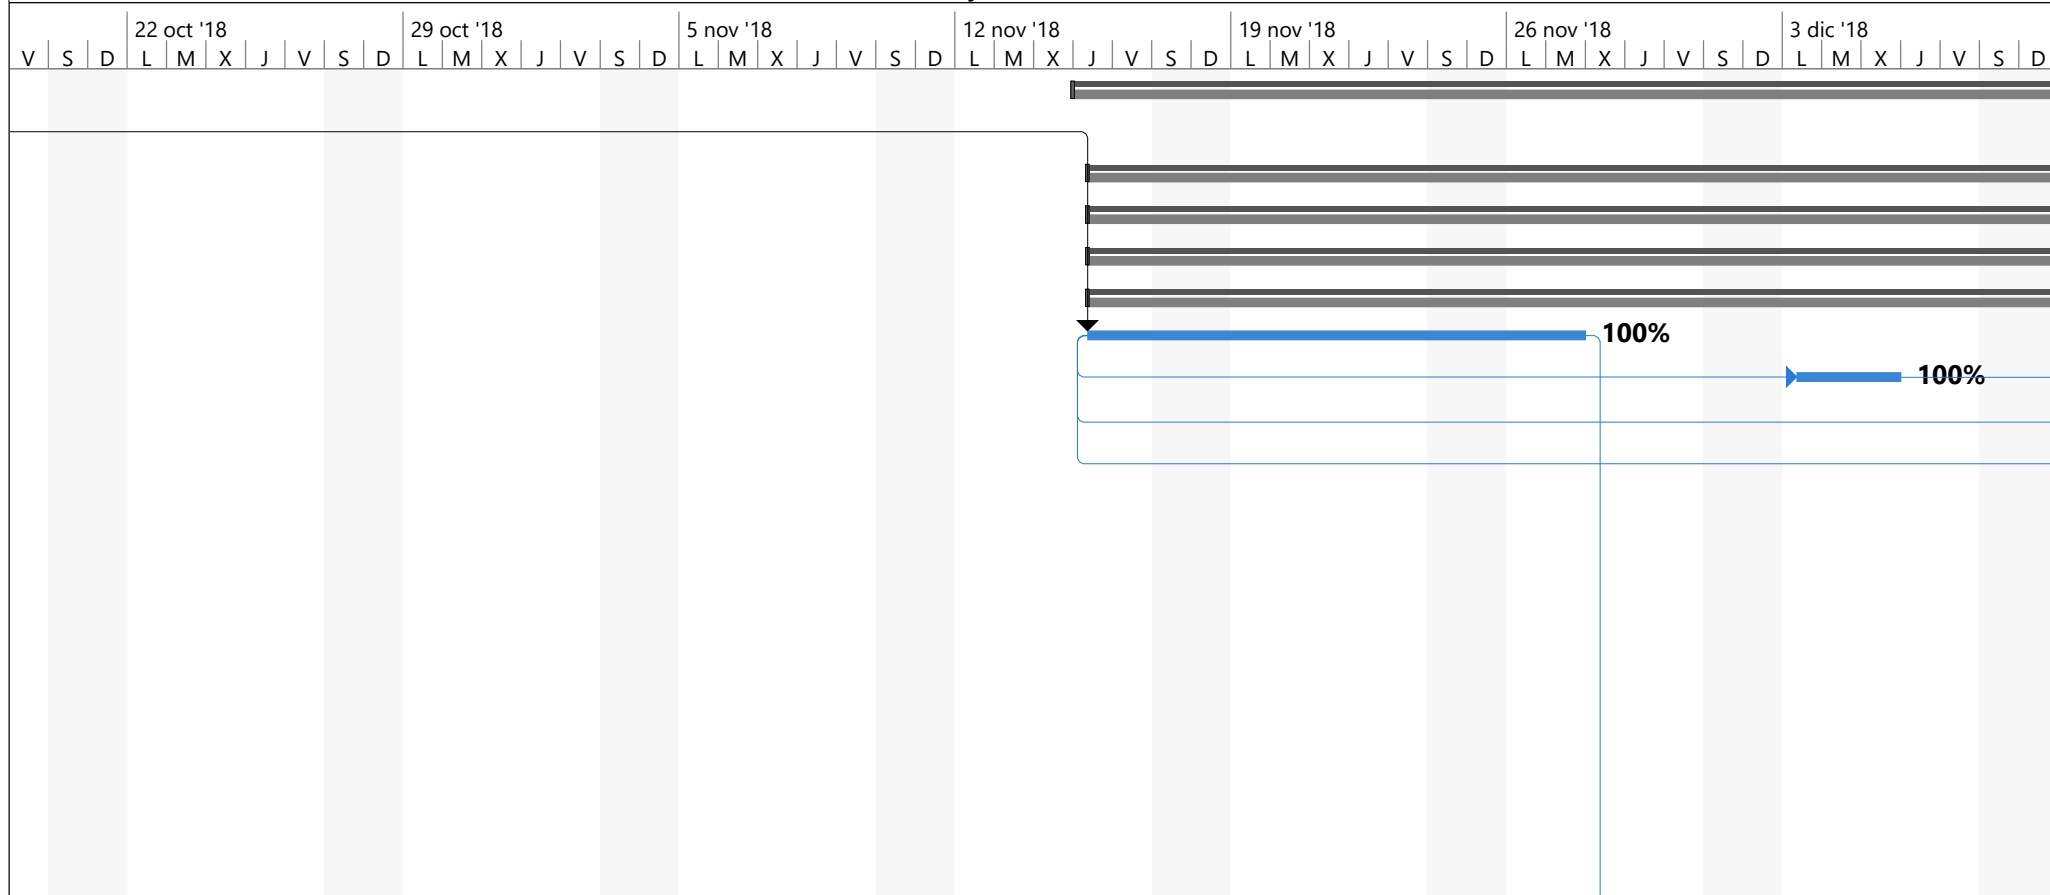 22 oct '18 29 oct '18 5 nov '18 12 nov '18 19 nov '18 26 nov '18 3 dic '18
V S D L M X J V S D L M X J V S D L M X J V S D L M X J V S D L M X J V S D L M X J V S D L M X J V S D
100%
100%